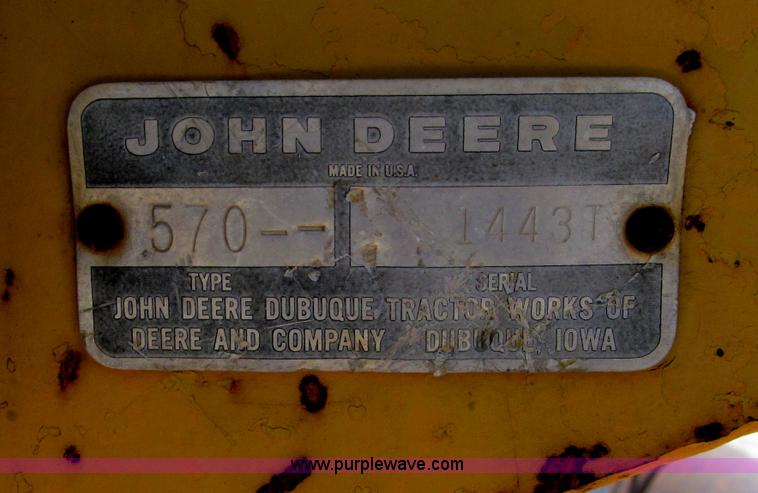 JOHN DEERE
MADE IN U.S.A.
570-- 1443T
TYPE SERIAL
JOHN DEERE DUBUQUE TRACTOR WORKS OF
DEERE AND COMPANY DUBUQUE, IOWA
www.purplewave.com